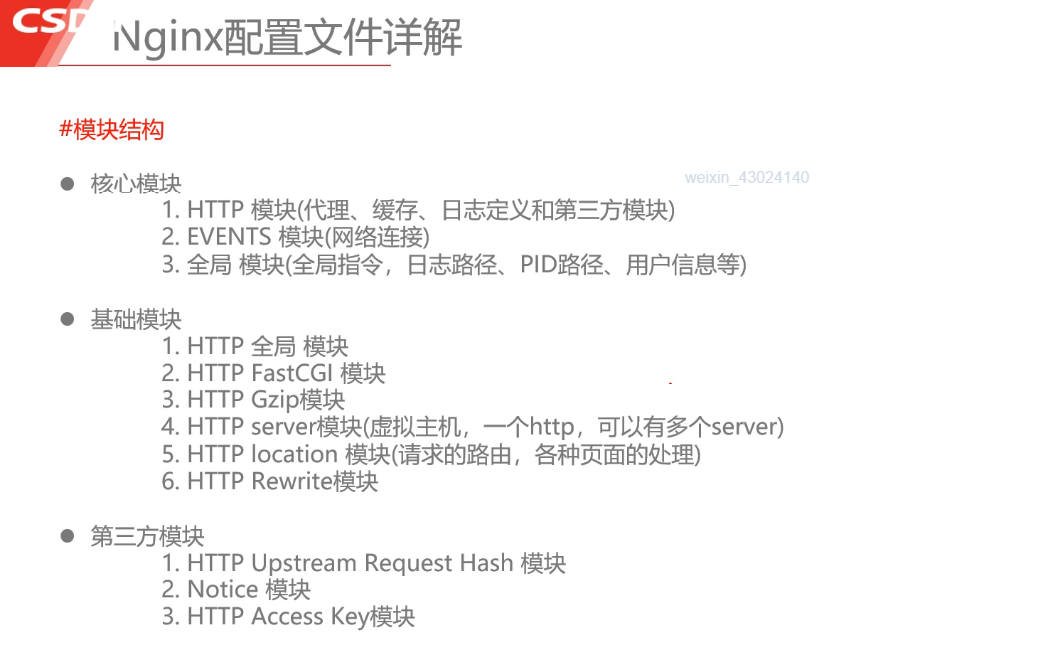 CSD
Nginx配置文件详解
#模块结构
● 核心模块
weixin_43024140
1. HTTP 模块(代理、缓存、日志定义和第三方模块)
2. EVENTS 模块(网络连接)
3. 全局 模块(全局指令，日志路径、PID路径、用户信息等)
● 基础模块
1. HTTP 全局 模块
2. HTTP FastCGI 模块
3. HTTP Gzip模块
4. HTTP server模块(虚拟主机，一个http，可以有多个server)
5. HTTP location 模块(请求的路由，各种页面的处理)
6. HTTP Rewrite模块
● 第三方模块
1. HTTP Upstream Request Hash 模块
2. Notice 模块
3. HTTP Access Key模块